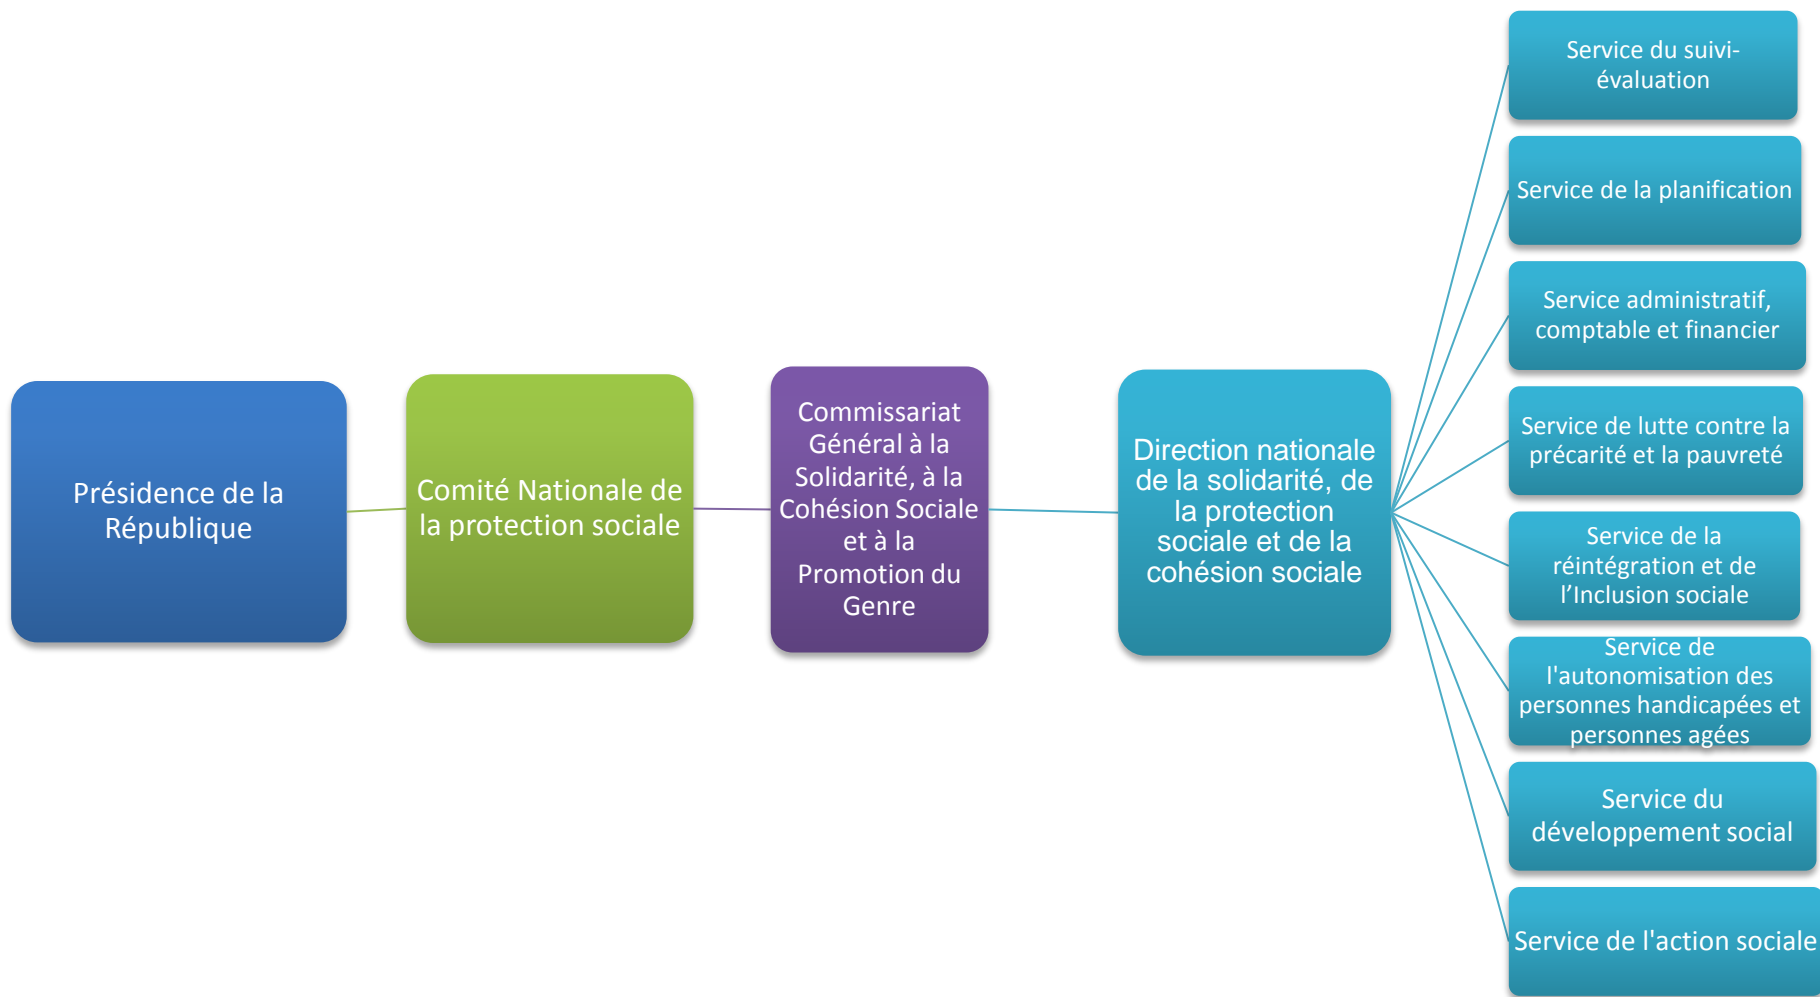 Présidence de la
République
Comité Nationale de
la protection sociale
Commissariat
Général à la
Solidarité, à la
Cohésion Sociale
et à la
Promotion du
Genre
Direction nationale
de la solidarité, de
la protection
sociale et de la
cohésion sociale
Service du suivi-
évaluation
Service de la planification
Service administratif,
comptable et financier
Service de lutte contre la
précarité et la pauvreté
Service de la
réintégration et de
l’Inclusion sociale
Service de
l'autonomisation des
personnes handicapées et
personnes agées
Service du
développement social
Service de l'action sociale